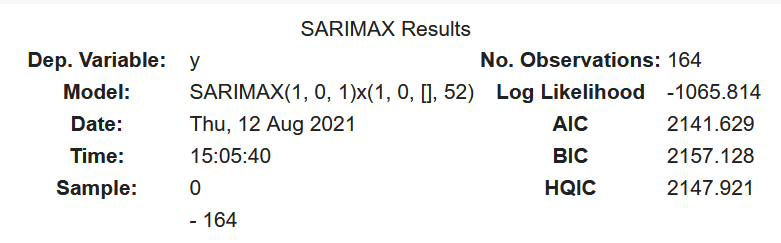 SARIMAX Results
Dep. Variable: y No. Observations: 164
Model: SARIMAX(1, 0, 1)x(1, 0, [], 52) Log Likelihood -1065.814
Date: Thu, 12 Aug 2021 AIC 2141.629
Time: 15:05:40 BIC 2157.128
Sample: 0 HQIC 2147.921
- 164